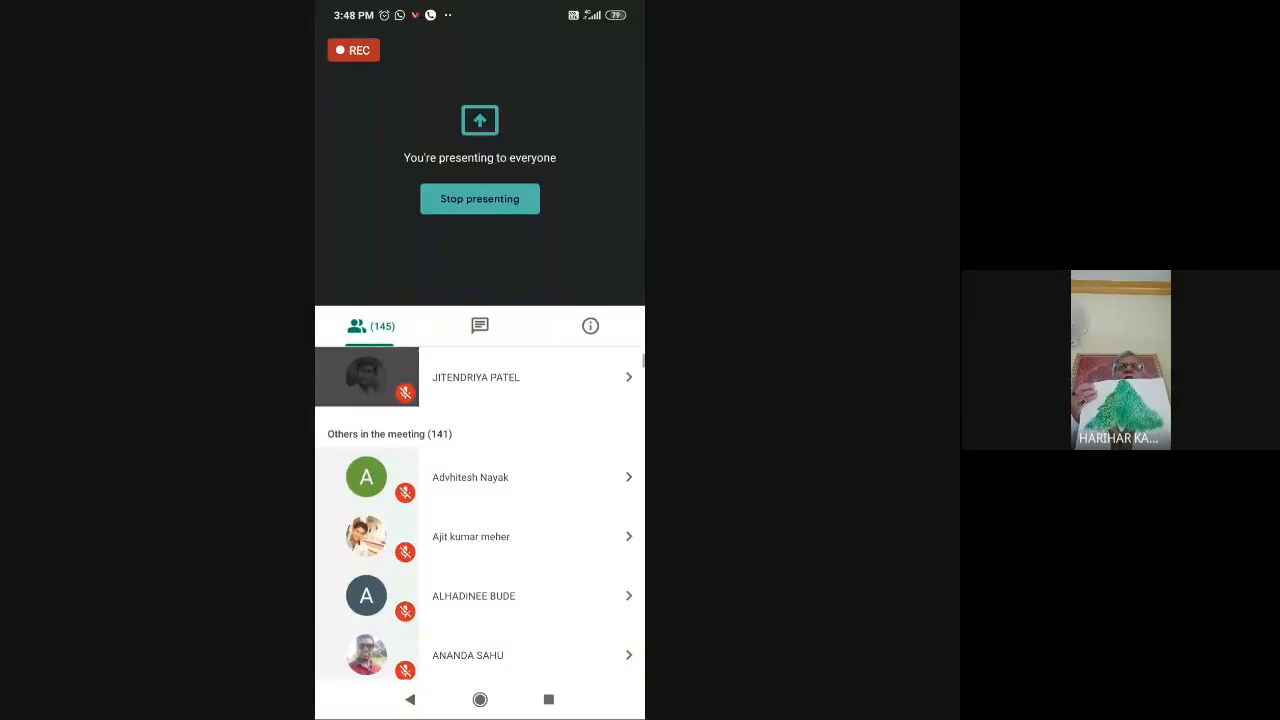 3:48 PM
79
REC
You're presenting to everyone
Stop presenting
(145)
JITENDRIYA PATEL
Others in the meeting (141)
A Advhitesh Nayak
Ajit kumar meher
A ALHADINEE BUDE
ANANDA SAHU
HARIHAR KA...